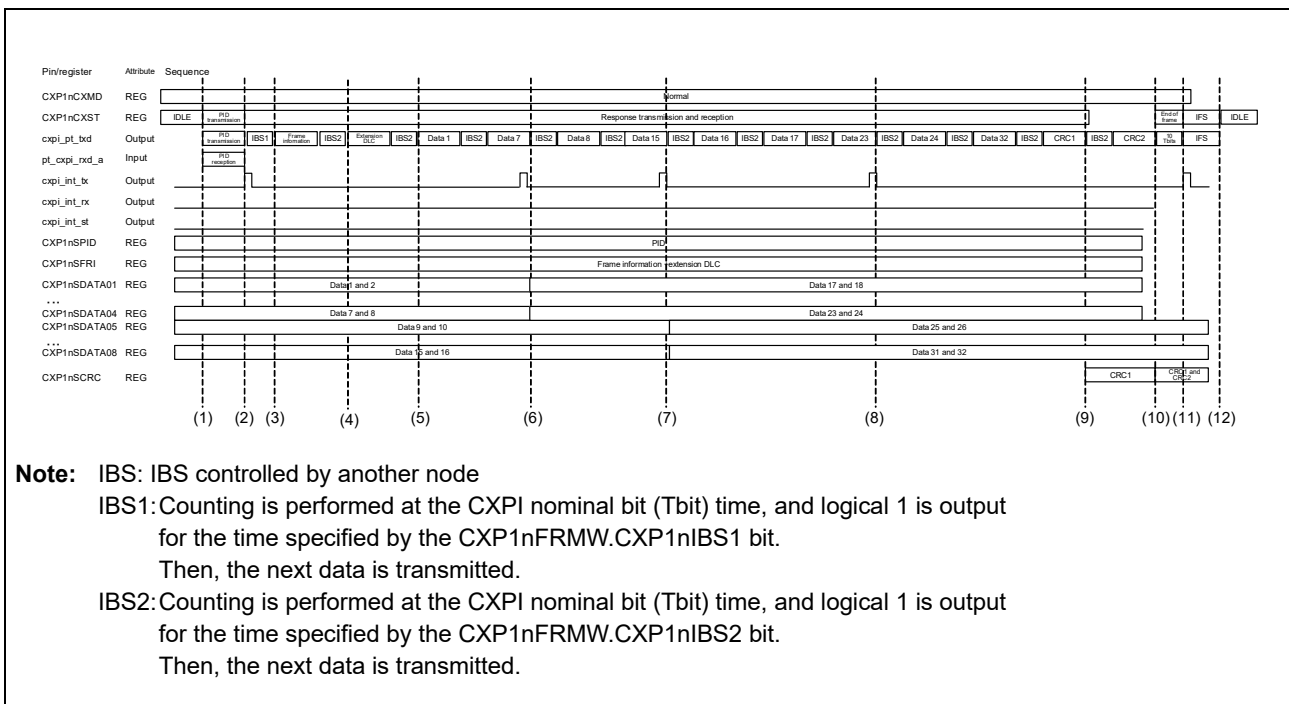 Pin/register Attribute Sequence
CXP1nCXMD REG Normal
CXP1nCXST REG IDLE PID transmission Response transmission and reception End of frame IFS IDLE
cxpi_pt_txd Output PID transmission IBS1 Frame information IBS2 Extension DLC IBS2 Data 1 IBS2 Data 7 IBS2 Data 8 IBS2 Data 15 IBS2 Data 16 IBS2 Data 17 IBS2 Data 23 IBS2 Data 24 IBS2 Data 32 IBS2 CRC1 IBS2 CRC2 10 Tbits IFS
pt_cxpi_rxd_a Input PID reception
cxpi_int_tx Output
cxpi_int_rx Output
cxpi_int_st Output
CXP1nSPID REG PID
CXP1nSFRI REG Frame information extension DLC
CXP1nSDATA01 REG Data 1 and 2 Data 17 and 18
...
CXP1nSDATA04 REG Data 7 and 8 Data 23 and 24
CXP1nSDATA05 REG Data 9 and 10 Data 25 and 26
...
CXP1nSDATA08 REG Data 15 and 16 Data 31 and 32
CXP1nSCRC REG CRC1 CRC1 and CRC2
(1) (2) (3) (4) (5) (6) (7) (8) (9) (10) (11) (12)
Note: IBS: IBS controlled by another node
IBS1: Counting is performed at the CXPI nominal bit (Tbit) time, and logical 1 is output
for the time specified by the CXP1nFRMW.CXP1nIBS1 bit.
Then, the next data is transmitted.
IBS2: Counting is performed at the CXPI nominal bit (Tbit) time, and logical 1 is output
for the time specified by the CXP1nFRMW.CXP1nIBS2 bit.
Then, the next data is transmitted.